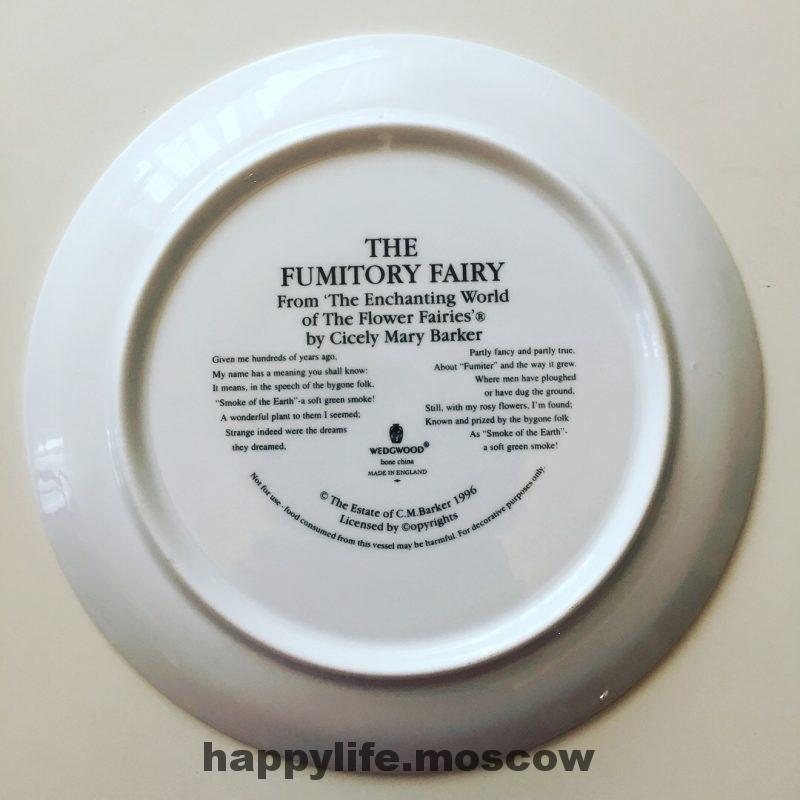 THE
FUMITORY FAIRY
From 'The Enchanting World
of The Flower Fairies'®
by Cicely Mary Barker
Given me hundreds of years ago,
My name has a meaning you shall know:
It means, in the speech of the bygone folk,
"Smoke of the Earth"-a soft green smoke!
A wonderful plant to them I seemed;
Strange indeed were the dreams
they dreamed,
Partly fancy and partly true,
About "Fumiter" and the way it grew.
Where men have ploughed
or have dug the ground,
Still, with my rosy flowers, I'm found;
Known and prized by the bygone folk
As "Smoke of the Earth"-
a soft green smoke!
WEDGWOOD®
bone china
MADE IN ENGLAND
© The Estate of C.M.Barker 1996
Licensed by ©opyrights
Not for use - food consumed from this vessel may be harmful. For decorative purposes only.
happylife.moscow